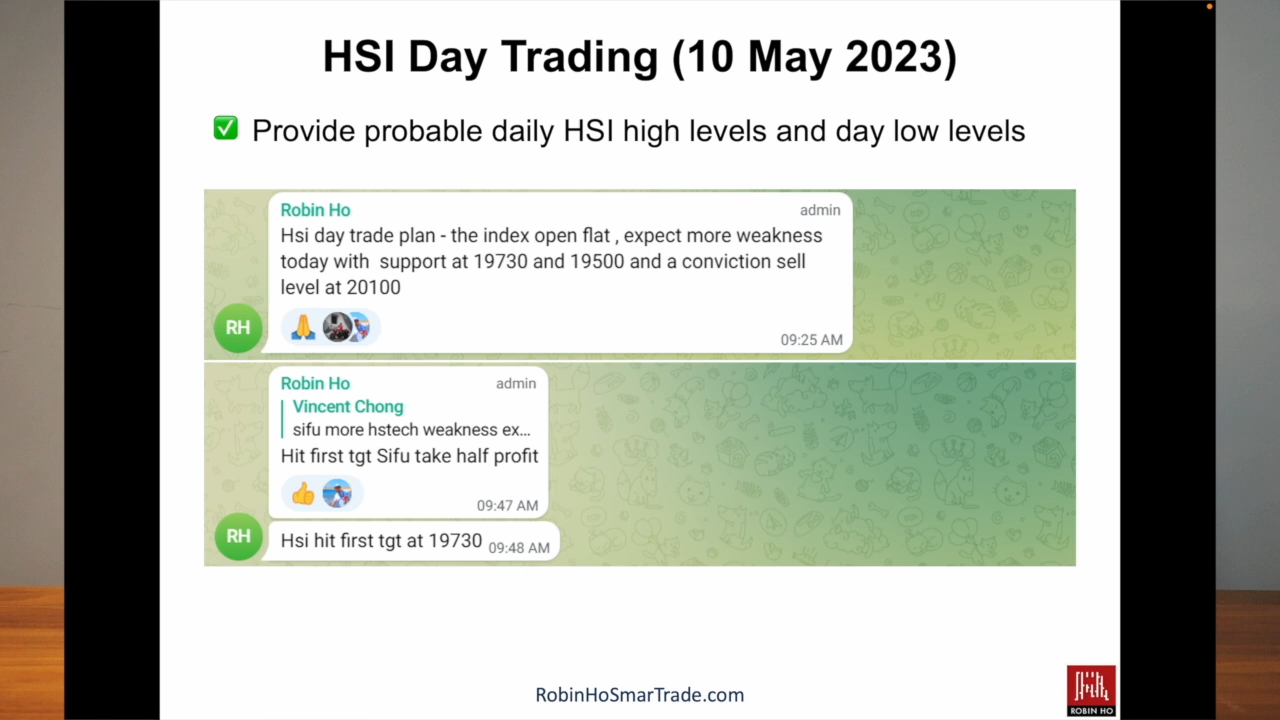 HSI Day Trading (10 May 2023)
✅ Provide probable daily HSI high levels and day low levels
Robin Ho admin
Hsi day trade plan - the index open flat , expect more weakness
today with support at 19730 and 19500 and a conviction sell
level at 20100
RH
09:25 AM
Robin Ho admin
Vincent Chong
sifu more hstech weakness ex...
Hit first tgt Sifu take half profit
09:47 AM
RH
Hsi hit first tgt at 19730 09:48 AM
RobinHoSmarTrade.com
ROBIN HO